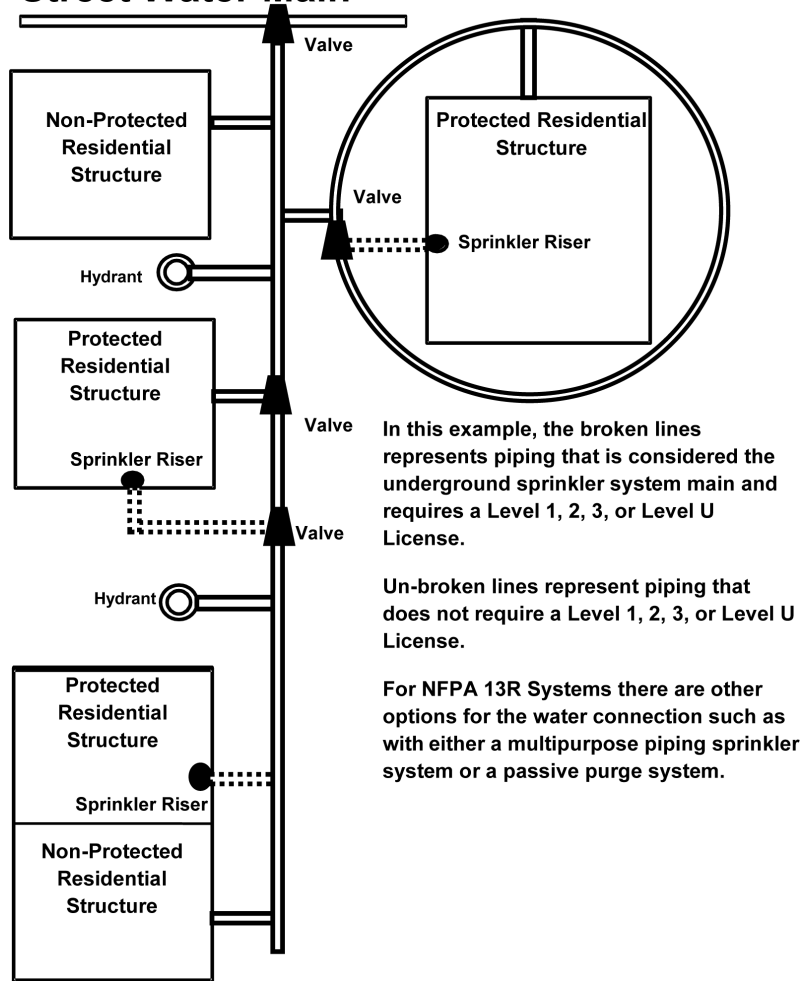 Street Water Main
Valve
Non-Protected
Residential
Structure
Protected Residential
Structure
Valve
Sprinkler Riser
Hydrant
Protected
Residential
Structure
Sprinkler Riser
Valve
Valve
In this example, the broken lines
represents piping that is considered the
underground sprinkler system main and
requires a Level 1, 2, 3, or Level U
License.
Hydrant
Un-broken lines represent piping that
does not require a Level 1, 2, 3, or Level U
License.
Protected
Residential
Structure
Sprinkler Riser
For NFPA 13R Systems there are other
options for the water connection such as
with either a multipurpose piping sprinkler
system or a passive purge system.
Non-Protected
Residential
Structure